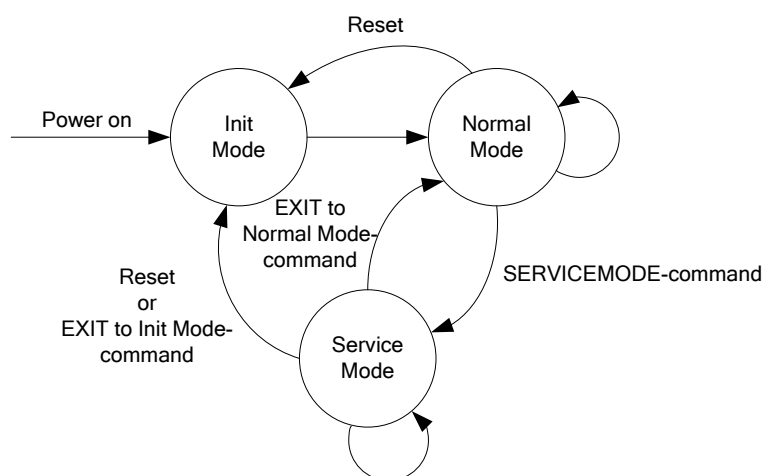 Reset
Power on
Init
Mode
Normal
Mode
EXIT to
Normal Mode-
command
SERVICEMODE-command
Reset
or
EXIT to Init Mode-
command
Service
Mode